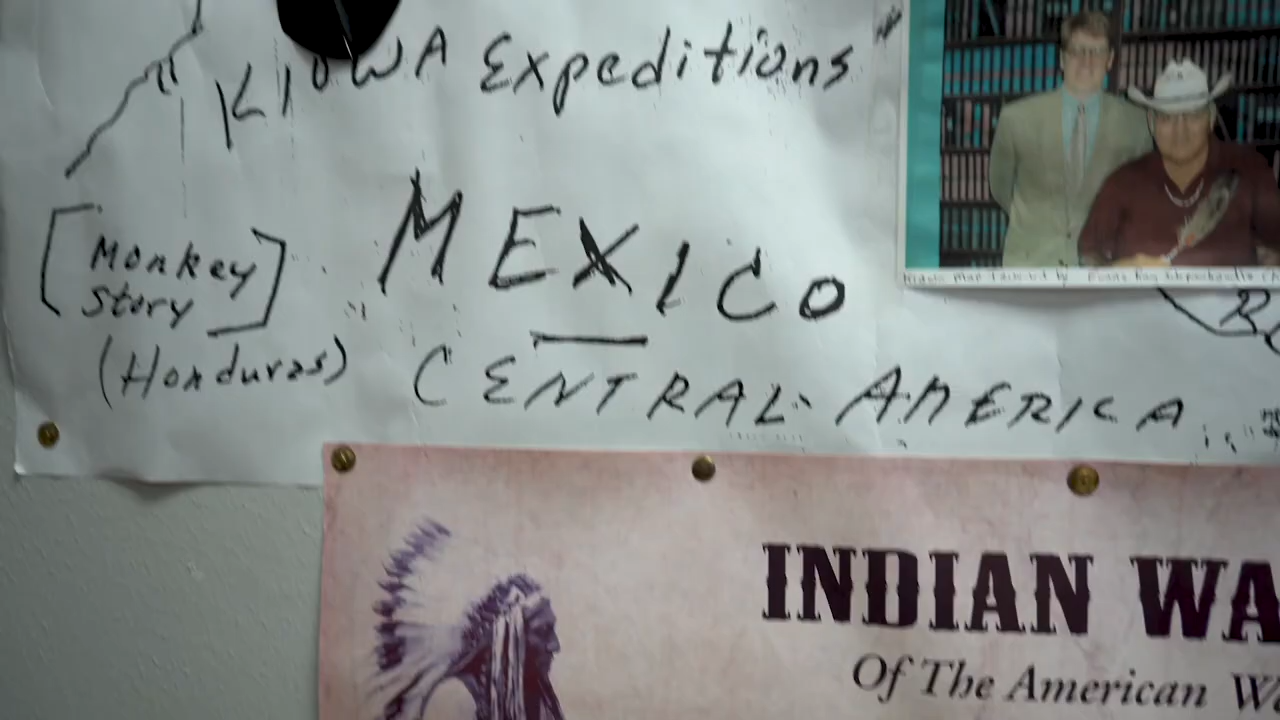 KIOWA Expeditions
MEXICO
[Monkey
Story]
(Honduras)
CENTRAL AMERICA
INDIAN WA
Of The American W